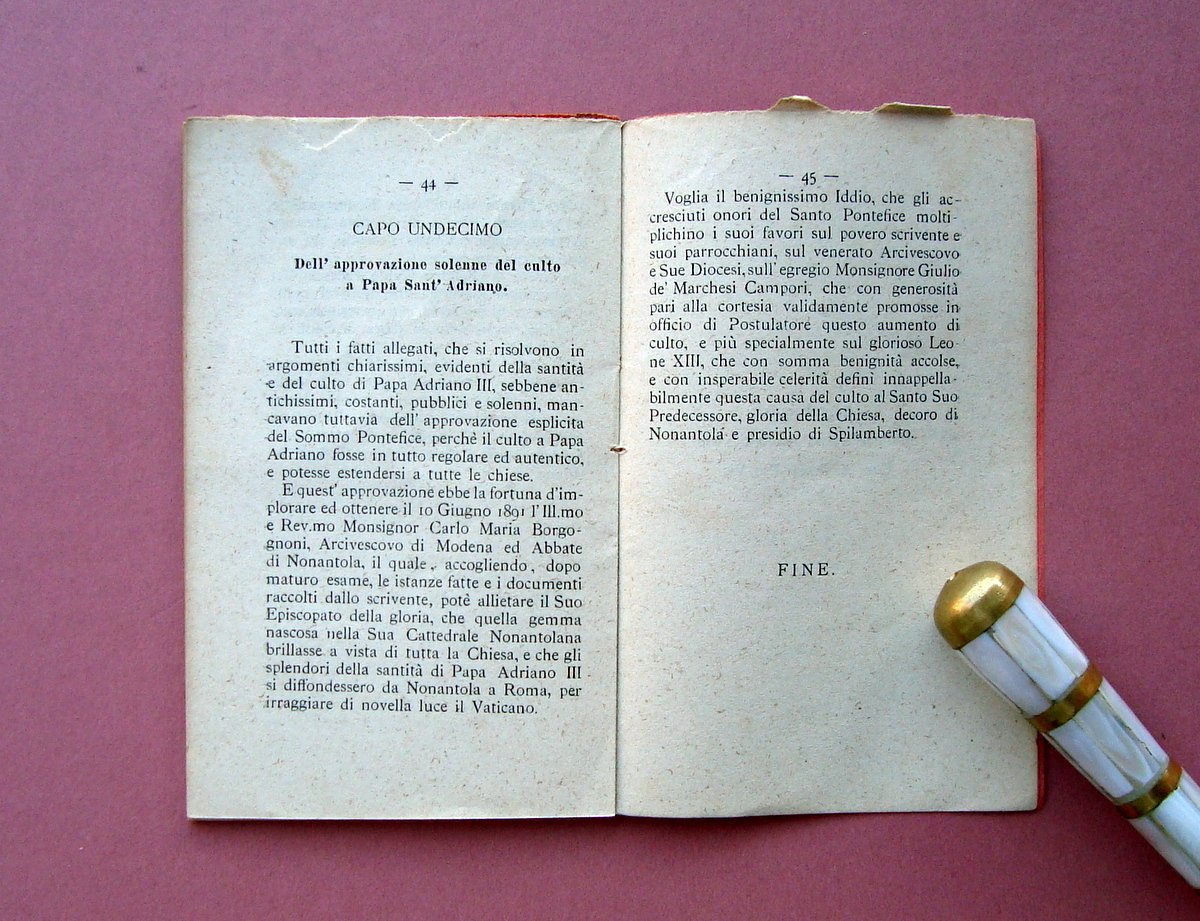 — 44 —
CAPO UNDECIMO
Dell' approvazione solenne del culto
a Papa Sant' Adriano.
Tutti i fatti allegati, che si risolvono in
argomenti chiarissimi, evidenti della santità
e del culto di Papa Adriano III, sebbene an-
tichissimi, costanti, pubblici e solenni, man-
cavano tuttavia dell' approvazione esplicita
del Sommo Pontefice, perchè il culto a Papa
Adriano fosse in tutto regolare ed autentico,
e potesse estendersi a tutte le chiese.
E quest' approvazione ebbe la fortuna d'im-
plorare ed ottenere il 10 Giugno 1891 l' Ill.mo
e Rev.mo Monsignor Carlo Maria Borgo-
gnoni, Arcivescovo di Modena ed Abbate
di Nonantola, il quale, accogliendo, dopo
maturo esame, le istanze fatte e i documenti
raccolti dallo scrivente, potè allietare il Suo
Episcopato della gloria, che quella gemma
nascosa nella Sua Cattedrale Nonantolana
brillasse a vista di tutta la Chiesa, e che gli
splendori della santità di Papa Adriano III
si diffondessero da Nonantola a Roma, per
irraggiare di novella luce il Vaticano.
— 45 —
Voglia il benignissimo Iddio, che gli ac-
cresciuti onori del Santo Pontefice molti-
plichino i suoi favori sul povero scrivente e
suoi parrocchiani, sul venerato Arcivescovo
e Sue Diocesi, sull' egregio Monsignore Giulio
de' Marchesi Campori, che con generosità
pari alla cortesia validamente promosse in
officio di Postulatore questo aumento di
culto, e più specialmente sul glorioso Leo-
ne XIII, che con somma benignità accolse,
e con insperabile celerità definì innappella-
bilmente questa causa del culto al Santo Suo
Predecessore, gloria della Chiesa, decoro di
Nonantola e presidio di Spilamberto.
FINE.